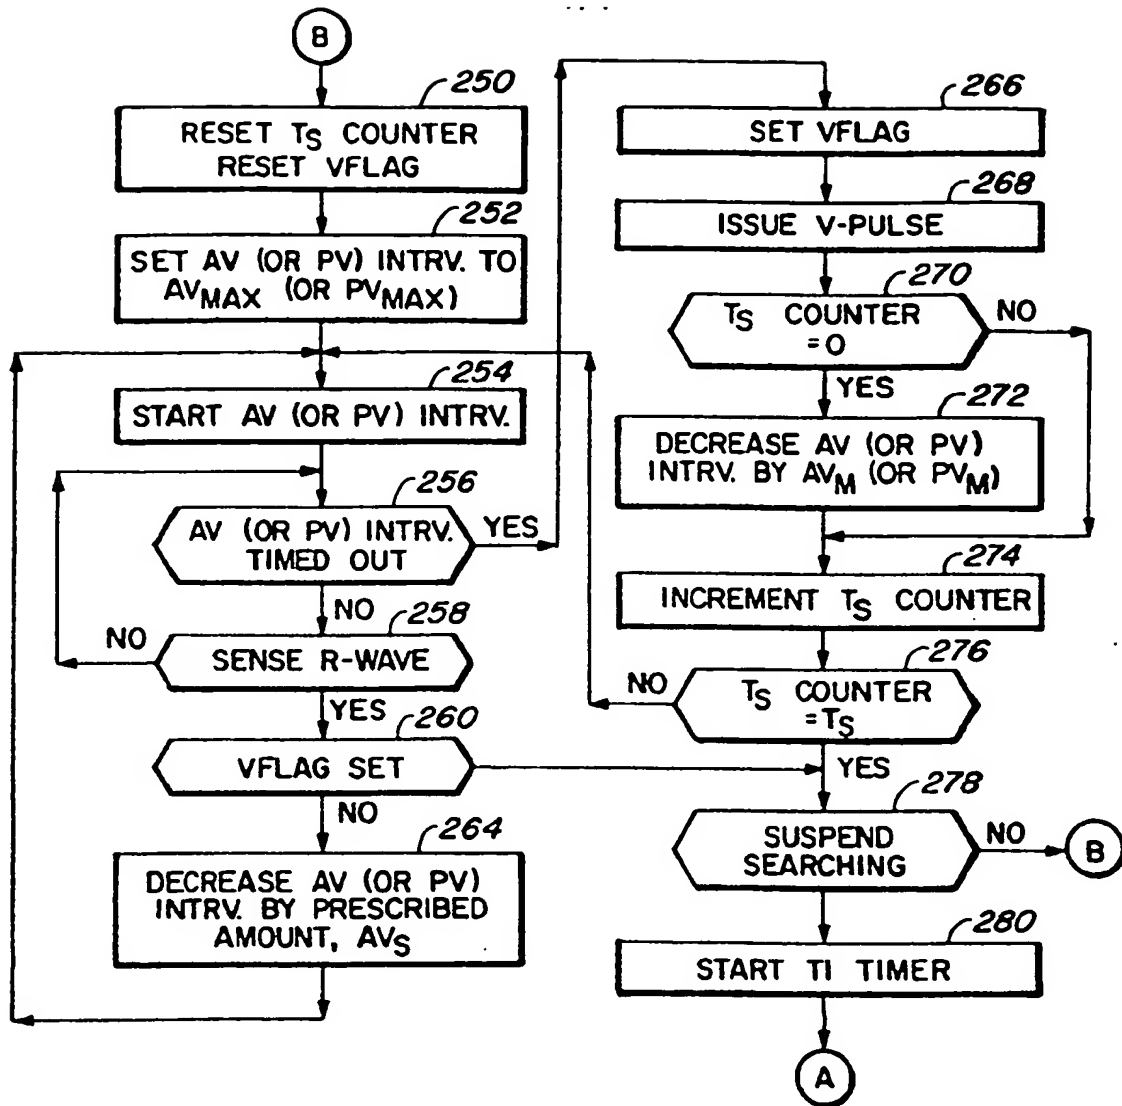 B
250
RESET TS COUNTER
RESET VFLAG
252
SET AV (OR PV) INTRV. TO
AVMAX (OR PVMAX)
254
START AV (OR PV) INTRV.
256
AV (OR PV) INTRV.
TIMED OUT
YES
NO
258
SENSE R-WAVE
NO
YES
260
VFLAG SET
NO
264
DECREASE AV (OR PV)
INTRV. BY PRESCRIBED
AMOUNT, AVS
266
SET VFLAG
268
ISSUE V-PULSE
270
TS COUNTER
=0
NO
YES
272
DECREASE AV (OR PV)
INTRV. BY AVM (OR PVM)
274
INCREMENT TS COUNTER
276
TS COUNTER
=TS
NO
YES
278
SUSPEND
SEARCHING
NO
B
280
START TI TIMER
A